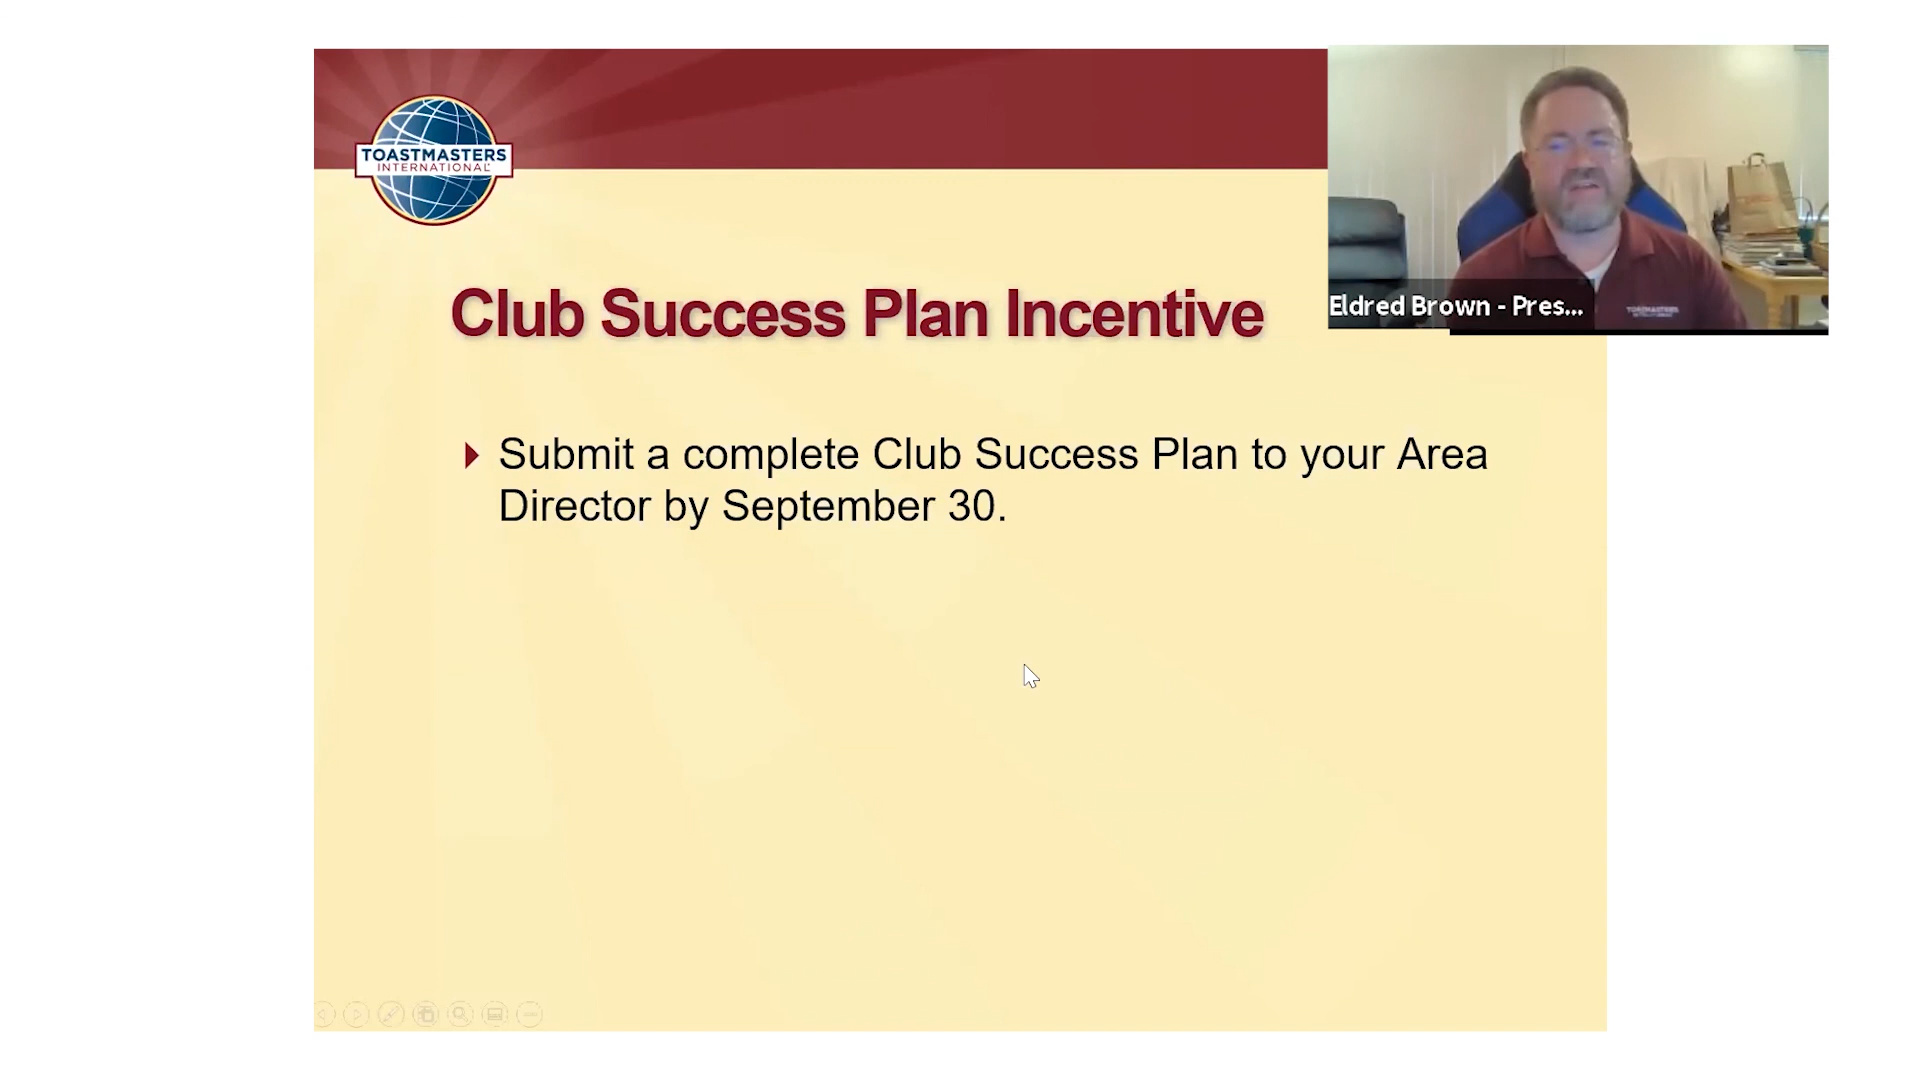 TOASTMASTERS
INTERNATIONAL
Eldred Brown - Pres...
TOASTMASTERS
Club Success Plan Incentive
Submit a complete Club Success Plan to your Area
Director by September 30.